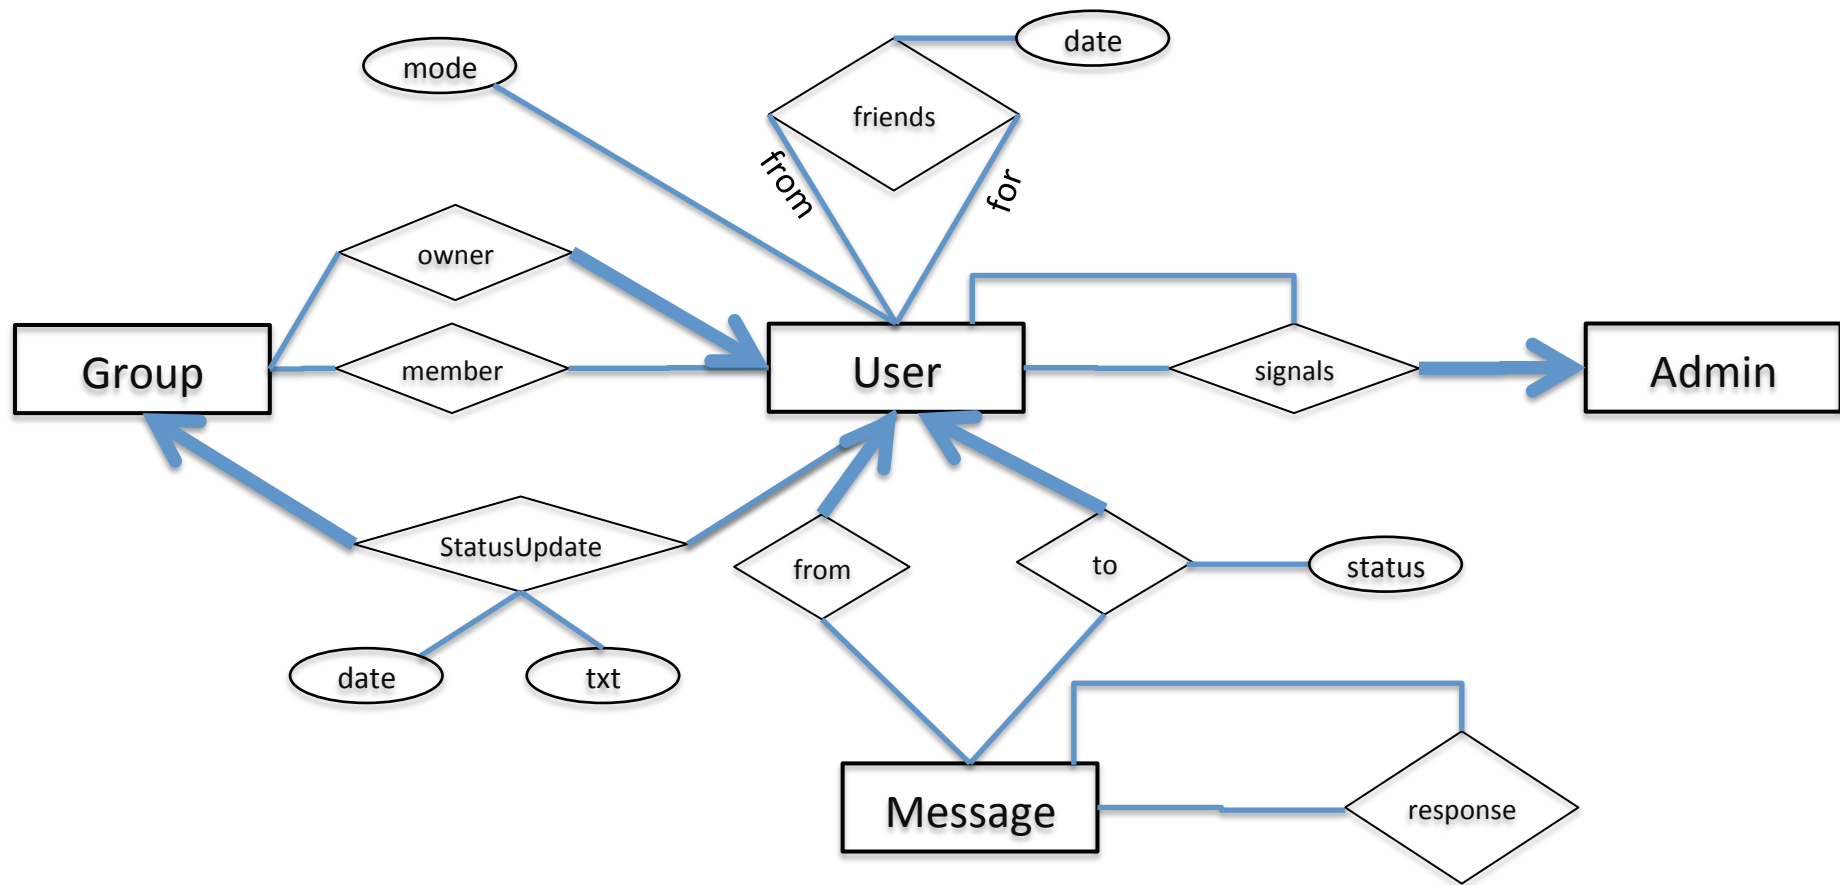 date
mode
friends
from
for
owner
Group
member
User
signals
Admin
StatusUpdate
from
to
status
date
txt
Message
response